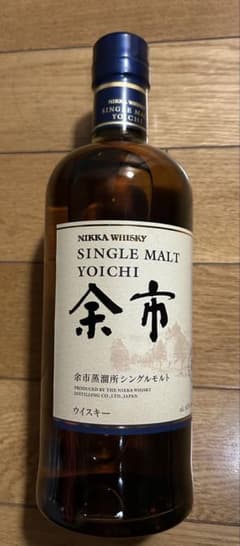 NIKKA WHISKY
SINGLE MALT
YOICHI
NIKKA WHISKY
SINGLE MALT
YOICHI
余市
余市蒸溜所シングルモルト
PRODUCED BY THE NIKKA WHISKY
DISTILLING CO., LTD., JAPAN
ウイスキー